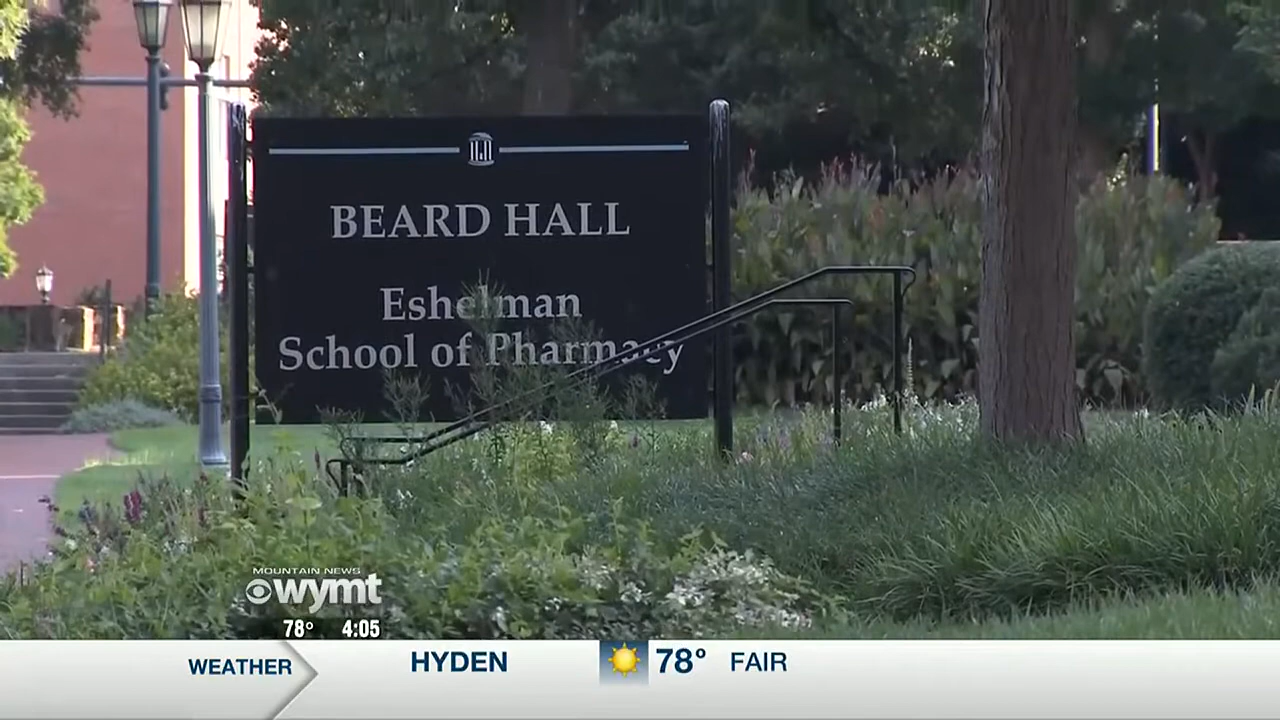 BEARD HALL
Eshelman
School of Pharmacy
MOUNTAIN NEWS
wymt
78° 4:05
WEATHER HYDEN 78° FAIR